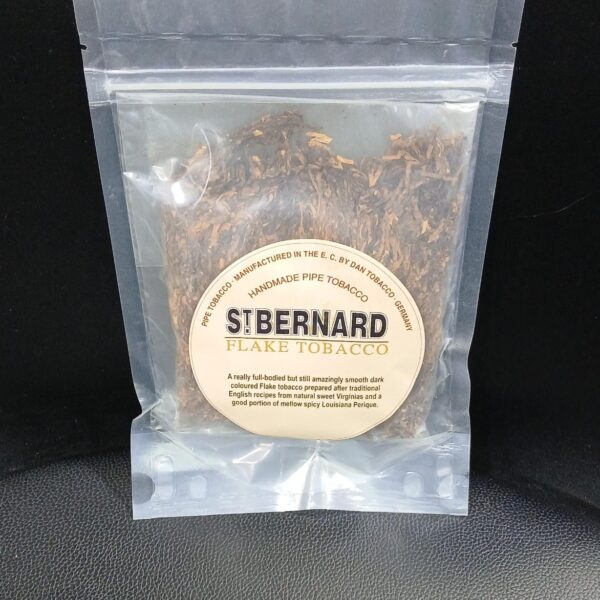 PIPE TOBACCO · MANUFACTURED IN THE E. C. BY DAN TOBACCO · GERMANY
HANDMADE PIPE TOBACCO
ST. BERNARD
FLAKE TOBACCO
A really full-bodied but still amazingly smooth dark
coloured Flake tobacco prepared after traditional
English recipes from natural sweet Virginias and a
good portion of mellow spicy Louisiana Perique.